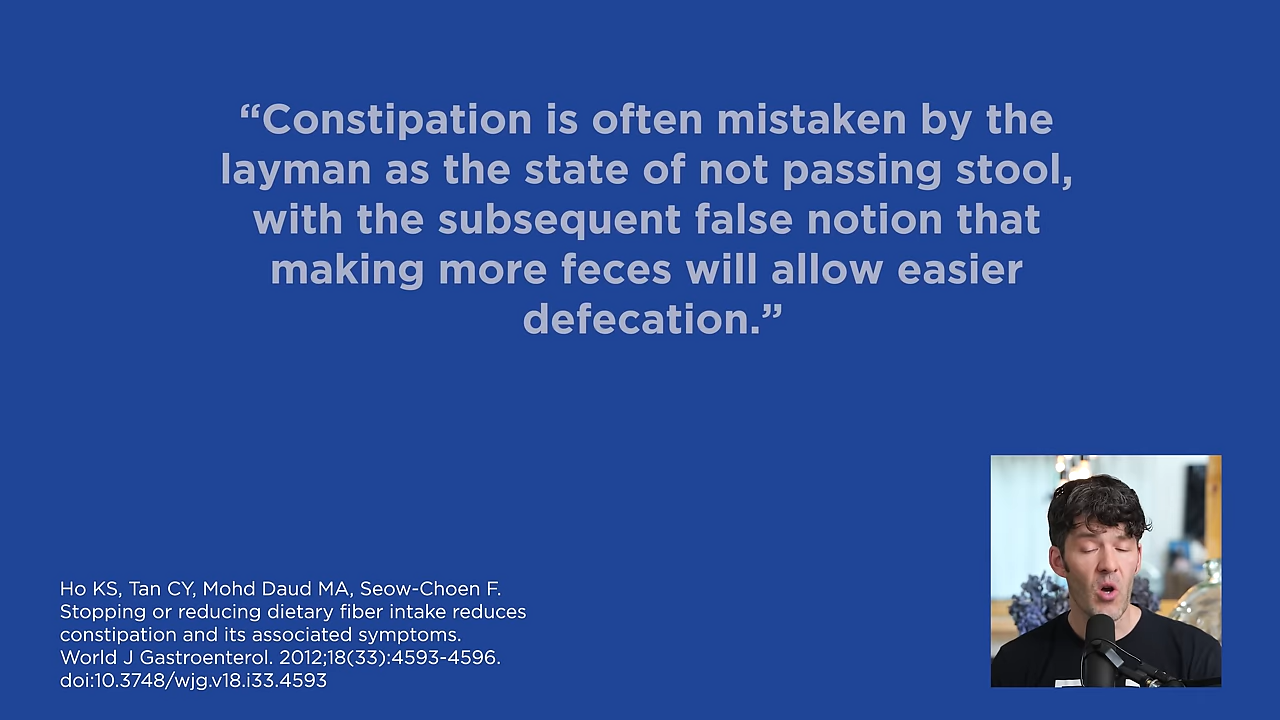 “Constipation is often mistaken by the
layman as the state of not passing stool,
with the subsequent false notion that
making more feces will allow easier
defecation.”
Ho KS, Tan CY, Mohd Daud MA, Seow-Choen F.
Stopping or reducing dietary fiber intake reduces
constipation and its associated symptoms.
World J Gastroenterol. 2012;18(33):4593-4596.
doi:10.3748/wjg.v18.i33.4593